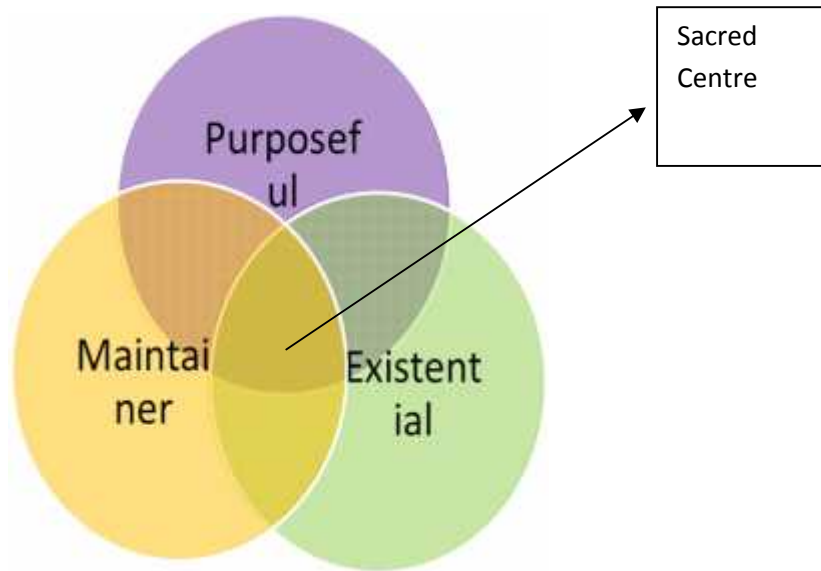 Sacred
Centre
Purposef
ul
Maintai
ner
Existent
ial